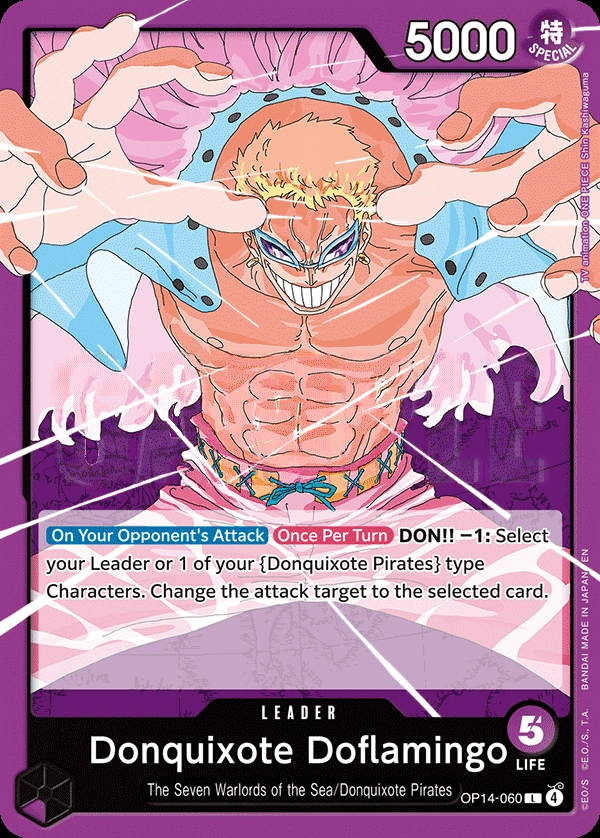 5000
特
SPECIAL
TV animation ONE PIECE Shin Kashiwaguma
On Your Opponent's Attack Once Per Turn DON!! −1: Select
your Leader or 1 of your {Donquixote Pirates} type
Characters. Change the attack target to the selected card.
LEADER
Donquixote Doflamingo
5
LIFE
The Seven Warlords of the Sea/Donquixote Pirates
OP14-060 L 4
©E.O/S ©E.O./S., T.A. BANDAI MADE IN JAPAN EN